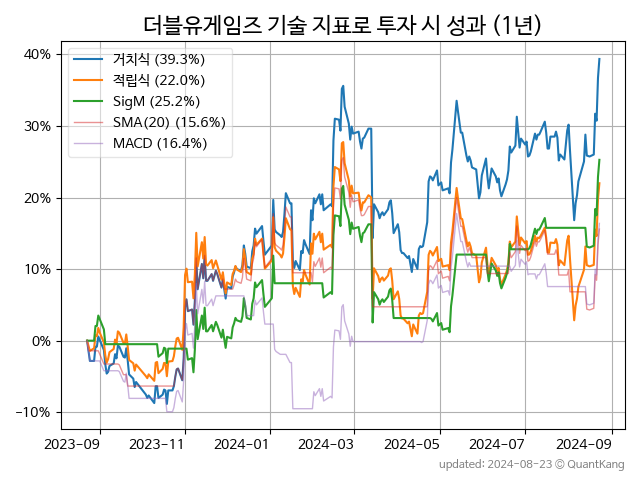 더블유게임즈 기술 지표로 투자 시 성과 (1년)
거치식 (39.3%)
적립식 (22.0%)
SigM (25.2%)
SMA(20) (15.6%)
MACD (16.4%)
40%
30%
20%
10%
0%
−10%
2023-09 2023-11 2024-01 2024-03 2024-05 2024-07 2024-09
updated: 2024-08-23 © QuantKang